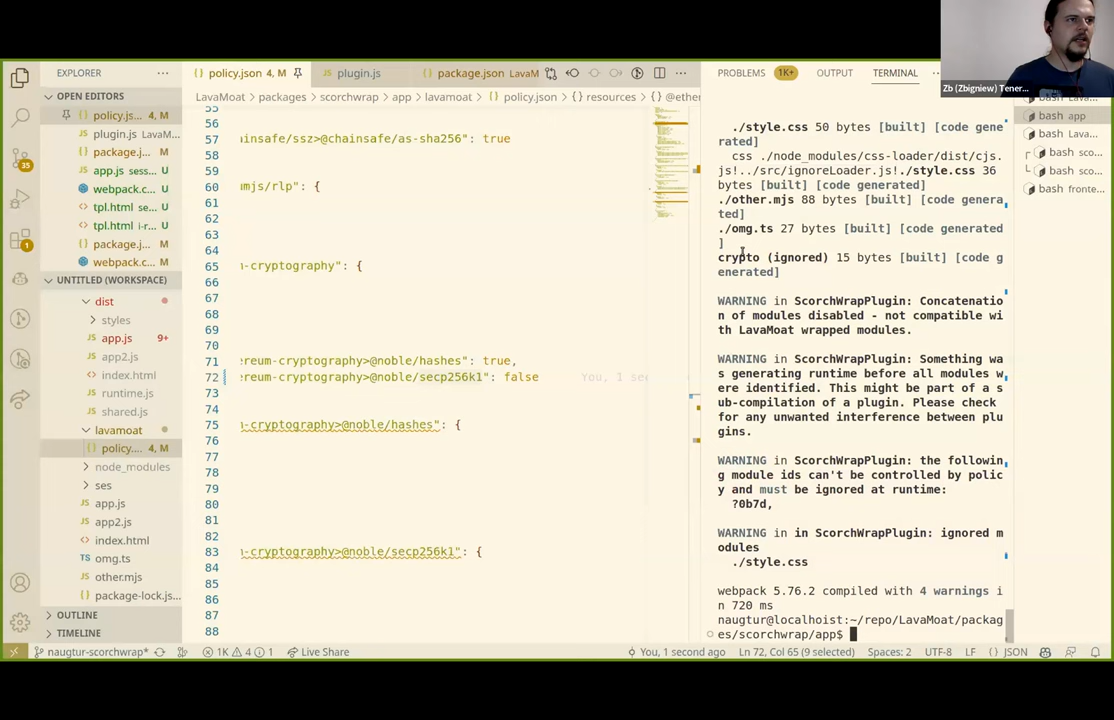 Zb (Zbigniew) Tener...
EXPLORER
OPEN EDITORS
policy.js... 4, M
plugin.js LavaM...
package.j... M
app.js sess...
webpack.c...
tpl.html se...
tpl.html i-r...
package.j... M
webpack.c... M
UNTITLED (WORKSPACE)
dist
styles
app.js 9+
app2.js
index.html
runtime.js
shared.js
lavamoat
policy.... 4, M
node_modules
ses
app.js
app2.js
index.html
omg.ts
other.mjs
package-lock.js...
OUTLINE
TIMELINE
policy.json 4, M
plugin.js
package.json LavaM
LavaMoat > packages > scorchwrap > app > lavamoat > policy.json > resources > @ether
55
56
57 ainsafe/ssz>@chainsafe/as-sha256": true
58
60 umjs/rlp": {
61
62
63
64
65 n-cryptography": {
66
67
68
69
70
71 ereum-cryptography>@noble/hashes": true,
72 ereum-cryptography>@noble/secp256k1": false You, 1 sec
73
74
75 m-cryptography>@noble/hashes": {
76
77
78
79
80
81
82
83 n-cryptography>@noble/secp256k1": {
84
85
86
87
88
PROBLEMS 1K+ OUTPUT TERMINAL
./style.css 50 bytes [built] [code gene
rated]
css ./node_modules/css-loader/dist/cjs.
js!../src/ignoreLoader.js!./style.css 36
bytes [built] [code generated]
./other.mjs 88 bytes [built] [code genera
ted]
./omg.ts 27 bytes [built] [code generated
]
crypto (ignored) 15 bytes [built] [code g
enerated]
WARNING in ScorchWrapPlugin: Concatenatio
n of modules disabled - not compatible wi
th LavaMoat wrapped modules.
WARNING in ScorchWrapPlugin: Something wa
s generating runtime before all modules w
ere identified. This might be part of a s
ub-compilation of a plugin. Please check
for any unwanted interference between plu
gins.
WARNING in ScorchWrapPlugin: the followin
g module ids can't be controlled by polic
y and must be ignored at runtime:
?0b7d,
WARNING in in ScorchWrapPlugin: ignored m
odules
./style.css
webpack 5.76.2 compiled with 4 warnings i
n 720 ms
naugtur@localhoist:~/repo/LavaMoat/packag
es/scorchwrap/app$
bash app
bash Lava...
bash sco...
bash sco...
bash fronte...
35
1
naugtur-scorchwrap* 1K 4 1 Live Share
You, 1 second ago Ln 72, Col 65 (9 selected) Spaces: 2 UTF-8 LF {} JSON